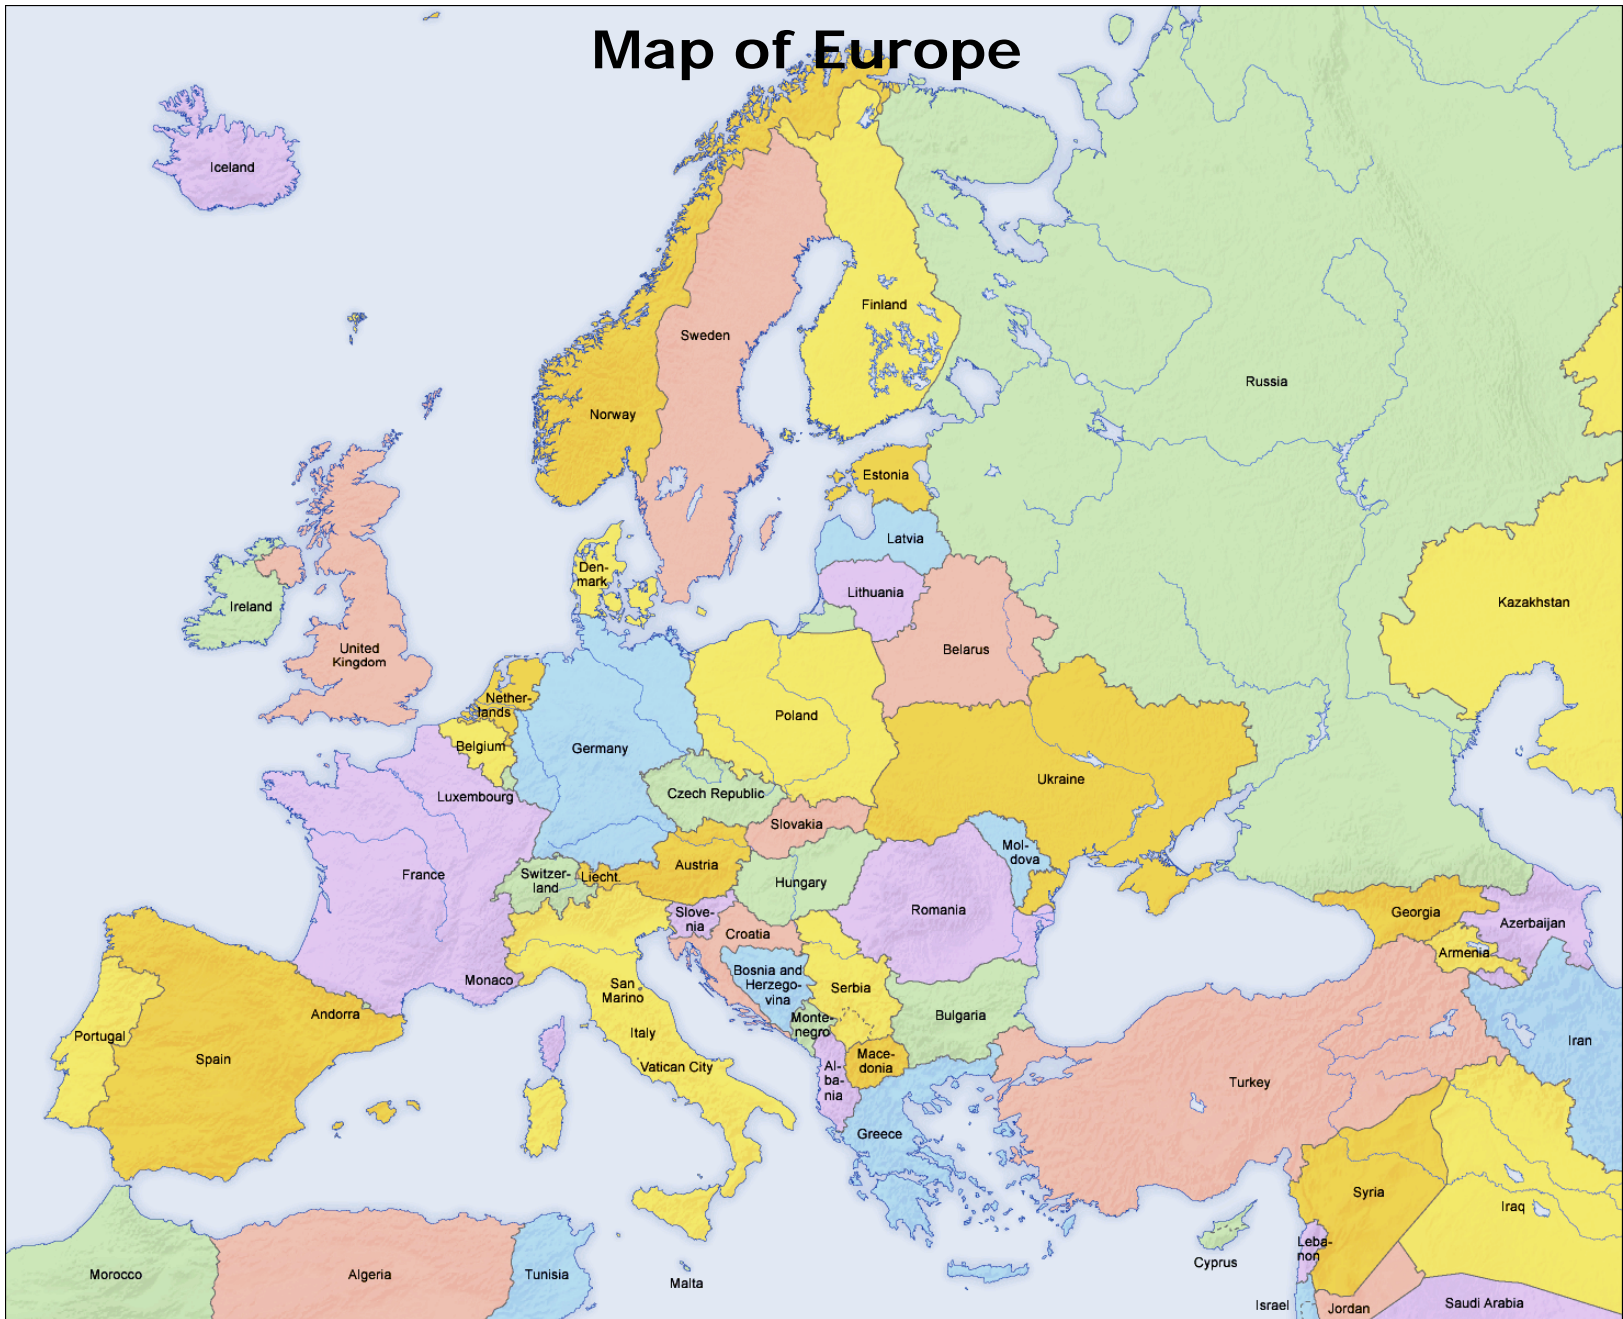 Map of Europe
Iceland
Finland
Sweden
Russia
Norway
Estonia
Latvia
Den-
mark
Lithuania
Kazakhstan
Ireland
United
Kingdom
Belarus
Nether-
lands
Poland
Belgium
Germany
Ukraine
Luxembourg
Czech Republic
Slovakia
Mol-
dova
France
Switzer-
land
Liecht.
Austria
Hungary
Romania
Slove-
nia
Croatia
Georgia
Azerbaijan
Armenia
Monaco
San
Marino
Bosnia and
Herzego-
vina
Serbia
Andorra
Monte-
negro
Bulgaria
Portugal
Spain
Italy
Vatican City
Al-
ba-
nia
Mace-
donia
Turkey
Iran
Greece
Syria
Iraq
Leba-
non
Cyprus
Morocco
Algeria
Tunisia
Malta
Israel
Jordan
Saudi Arabia